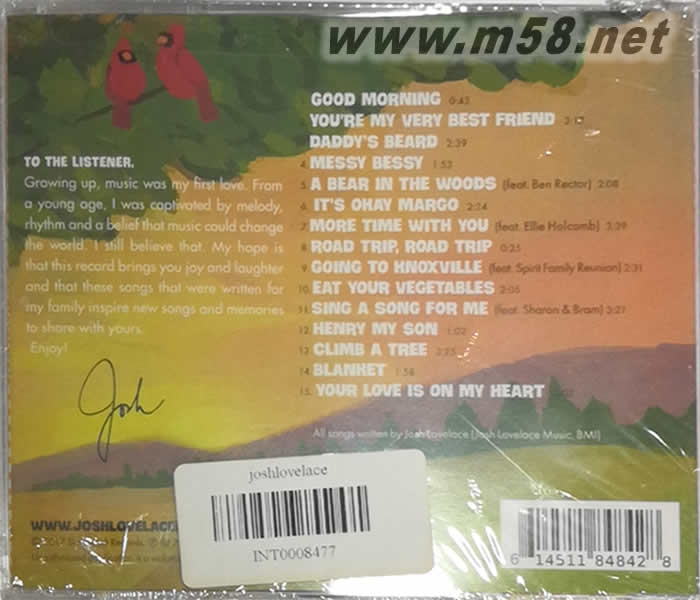 www.m58.net
GOOD MORNING 0:43
YOU'RE MY VERY BEST FRIEND
DADDY'S BEARD 2:39
4. MESSY BESSY 1:53
5. A BEAR IN THE WOODS (feat. Ben Rector) 2:08
6. IT'S OKAY MARGO 2:24
7. MORE TIME WITH YOU (feat. Ellie Holcomb) 3:39
8. ROAD TRIP, ROAD TRIP 0:25
9. GOING TO KNOXVILLE (feat. Spirit Family Reunion) 2:31
10. EAT YOUR VEGETABLES 2:06
11. SING A SONG FOR ME (feat. Sharon & Bram) 3:27
12. HENRY MY SON 1:02
13. CLIMB A TREE 3:25
14. BLANKET 1:58
15. YOUR LOVE IS ON MY HEART
All songs written by Josh Lovelace (Josh Lovelace Music, BMI)
TO THE LISTENER,
Growing up, music was my first love. From
a young age, I was captivated by melody,
rhythm and a belief that music could change
the world. I still believe that. My hope is
that this record brings you joy and laughter
and that these songs that were written for
my family inspire new songs and memories
to share with yours.
Enjoy!
Josh
joshlovelace
INT0008477
WWW.JOSHLOVELACE
6 14511 84842 8